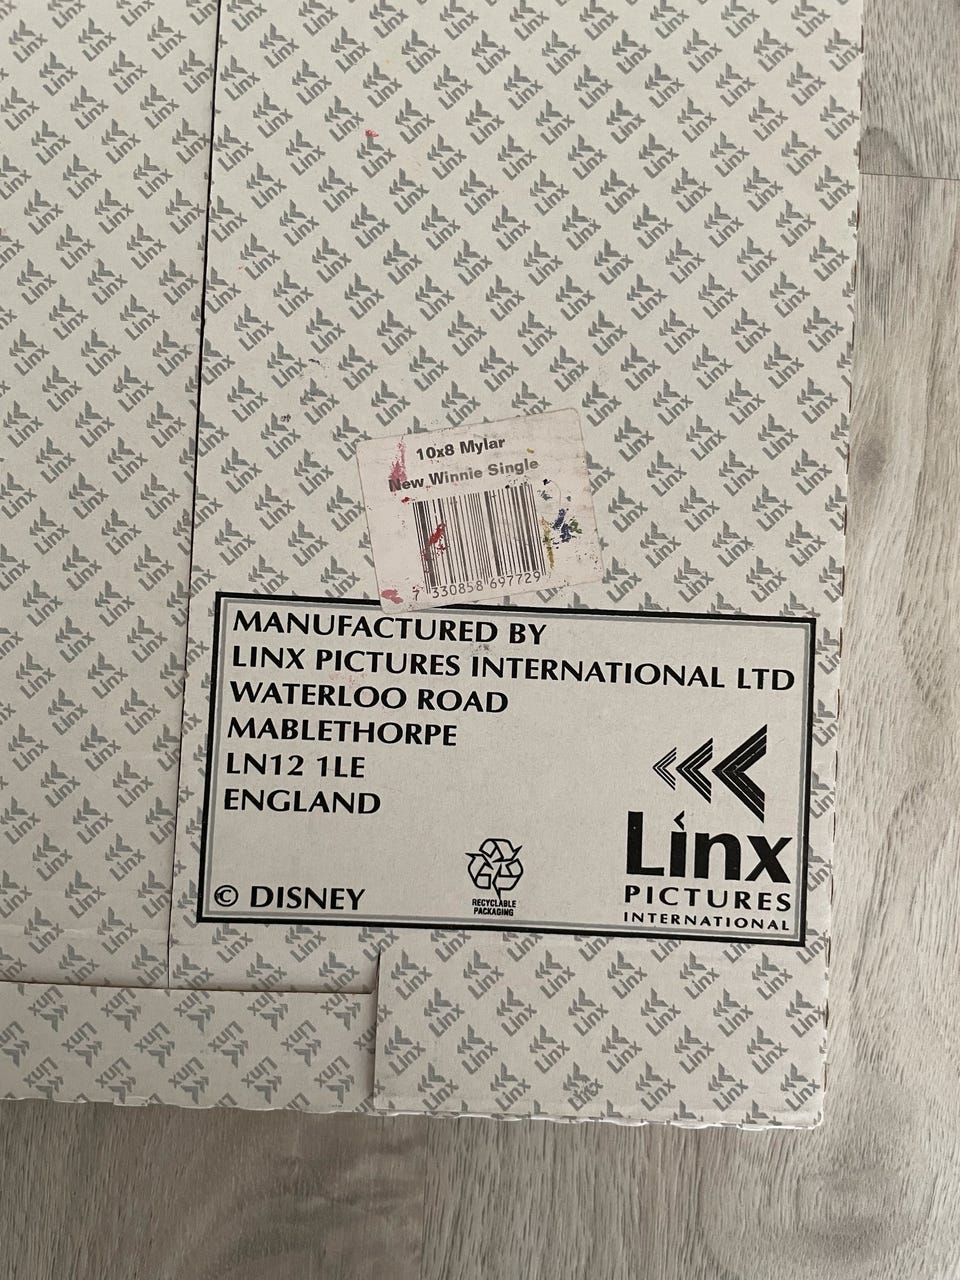 10x8 Mylar
New Winnie Single
7 330858 697729
MANUFACTURED BY
LINX PICTURES INTERNATIONAL LTD
WATERLOO ROAD
MABLETHORPE
LN12 1LE
ENGLAND
© DISNEY
RECYCLABLE
PACKAGING
Linx
PICTURES
INTERNATIONAL